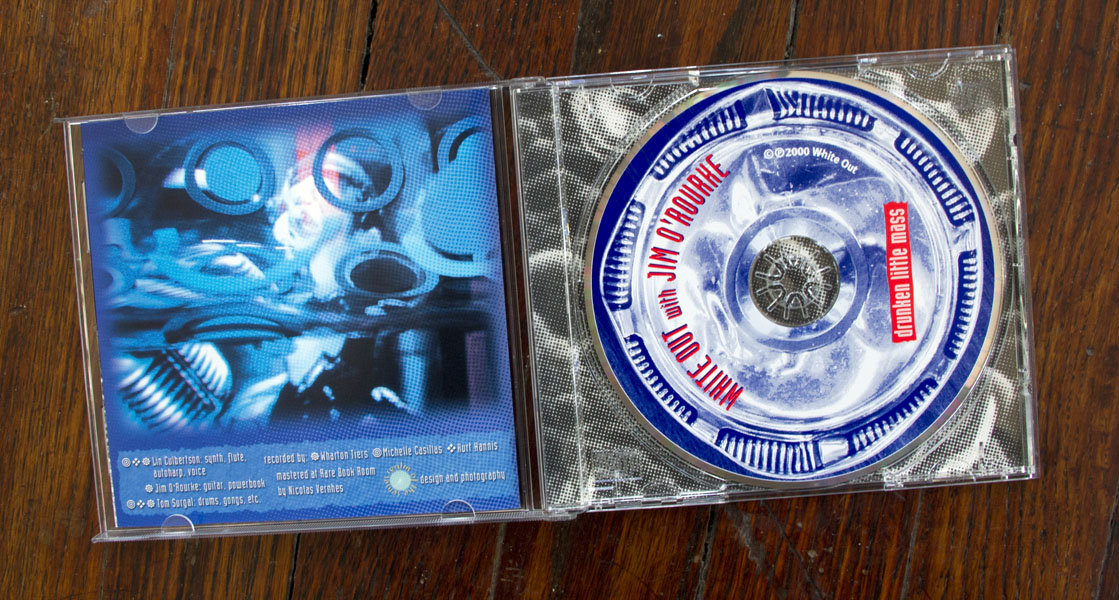 Lin Culbertson: synth, flute,
autoharp, voice
Jim O'Rourke: guitar, powerbook
Tom Surgal: drums, gongs, etc.
recorded by: Wharton Tiers Michelle Casillas Kurt Hannis
mastered at Rare Book Room
by Nicolas Vernhes
design and photography
WHITE OUT with JIM O'ROURKE
©℗2000 White Out
drunken little mass